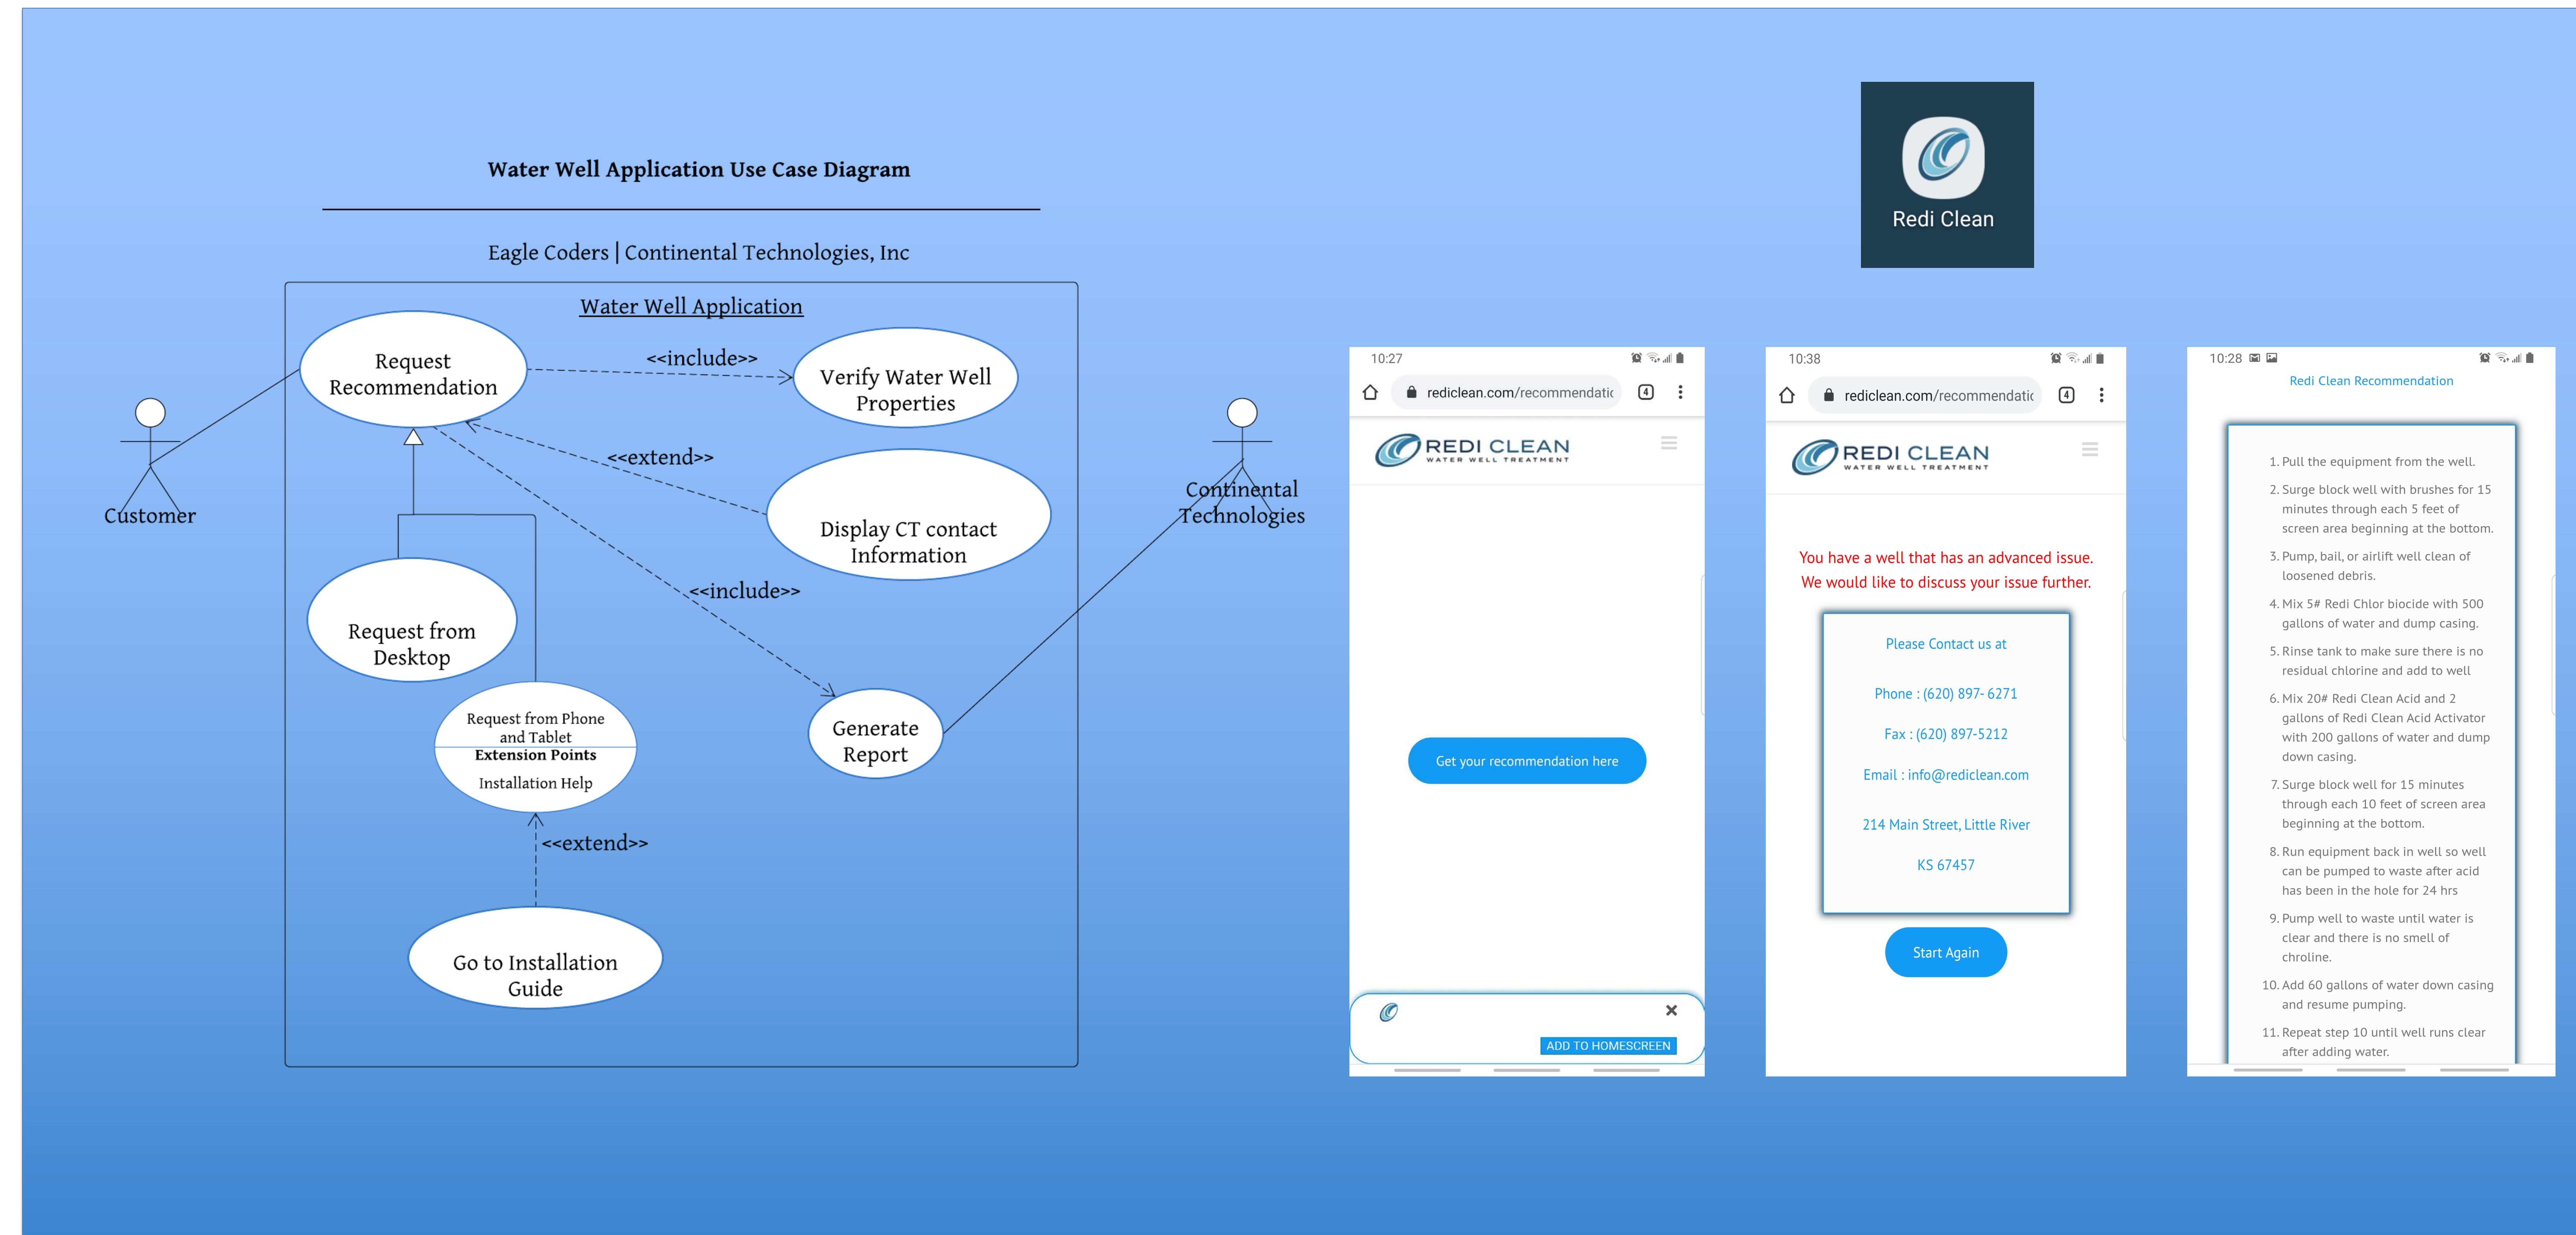 Water Well Application Use Case Diagram
Eagle Coders | Continental Technologies, Inc
Water Well Application
Request
Recommendation
<<include>>
Verify Water Well
Properties
<<extend>>
Display CT contact
Information
<<include>>
Customer
Continental
Technologies
Request from
Desktop
Request from Phone
and Tablet
Extension Points
Installation Help
Generate
Report
<<extend>>
Go to Installation
Guide
Redi Clean
10:27
rediclean.com/recommendatic
4
REDI CLEAN
WATER WELL TREATMENT
Get your recommendation here
ADD TO HOMESCREEN
10:38
rediclean.com/recommendatic
4
REDI CLEAN
WATER WELL TREATMENT
You have a well that has an advanced issue.
We would like to discuss your issue further.
Please Contact us at
Phone : (620) 897- 6271
Fax : (620) 897-5212
Email : info@rediclean.com
214 Main Street, Little River
KS 67457
Start Again
10:28
Redi Clean Recommendation
1. Pull the equipment from the well.
2. Surge block well with brushes for 15
minutes through each 5 feet of
screen area beginning at the bottom.
3. Pump, bail, or airlift well clean of
loosened debris.
4. Mix 5# Redi Chlor biocide with 500
gallons of water and dump casing.
5. Rinse tank to make sure there is no
residual chlorine and add to well
6. Mix 20# Redi Clean Acid and 2
gallons of Redi Clean Acid Activator
with 200 gallons of water and dump
down casing.
7. Surge block well for 15 minutes
through each 10 feet of screen area
beginning at the bottom.
8. Run equipment back in well so well
can be pumped to waste after acid
has been in the hole for 24 hrs
9. Pump well to waste until water is
clear and there is no smell of
chroline.
10. Add 60 gallons of water down casing
and resume pumping.
11. Repeat step 10 until well runs clear
after adding water.